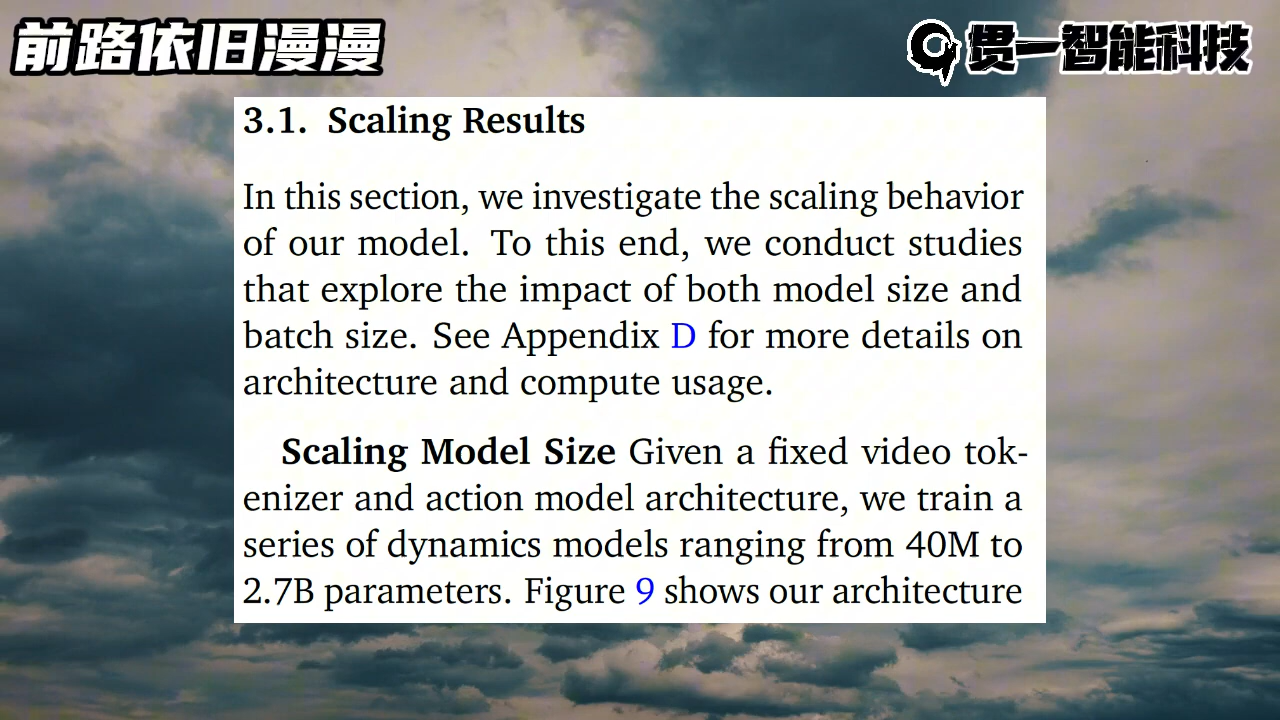 前路依旧漫漫
贯一智能科技
3.1. Scaling Results
In this section, we investigate the scaling behavior
of our model. To this end, we conduct studies
that explore the impact of both model size and
batch size. See Appendix D for more details on
architecture and compute usage.
Scaling Model Size Given a fixed video tok-
enizer and action model architecture, we train a
series of dynamics models ranging from 40M to
2.7B parameters. Figure 9 shows our architecture